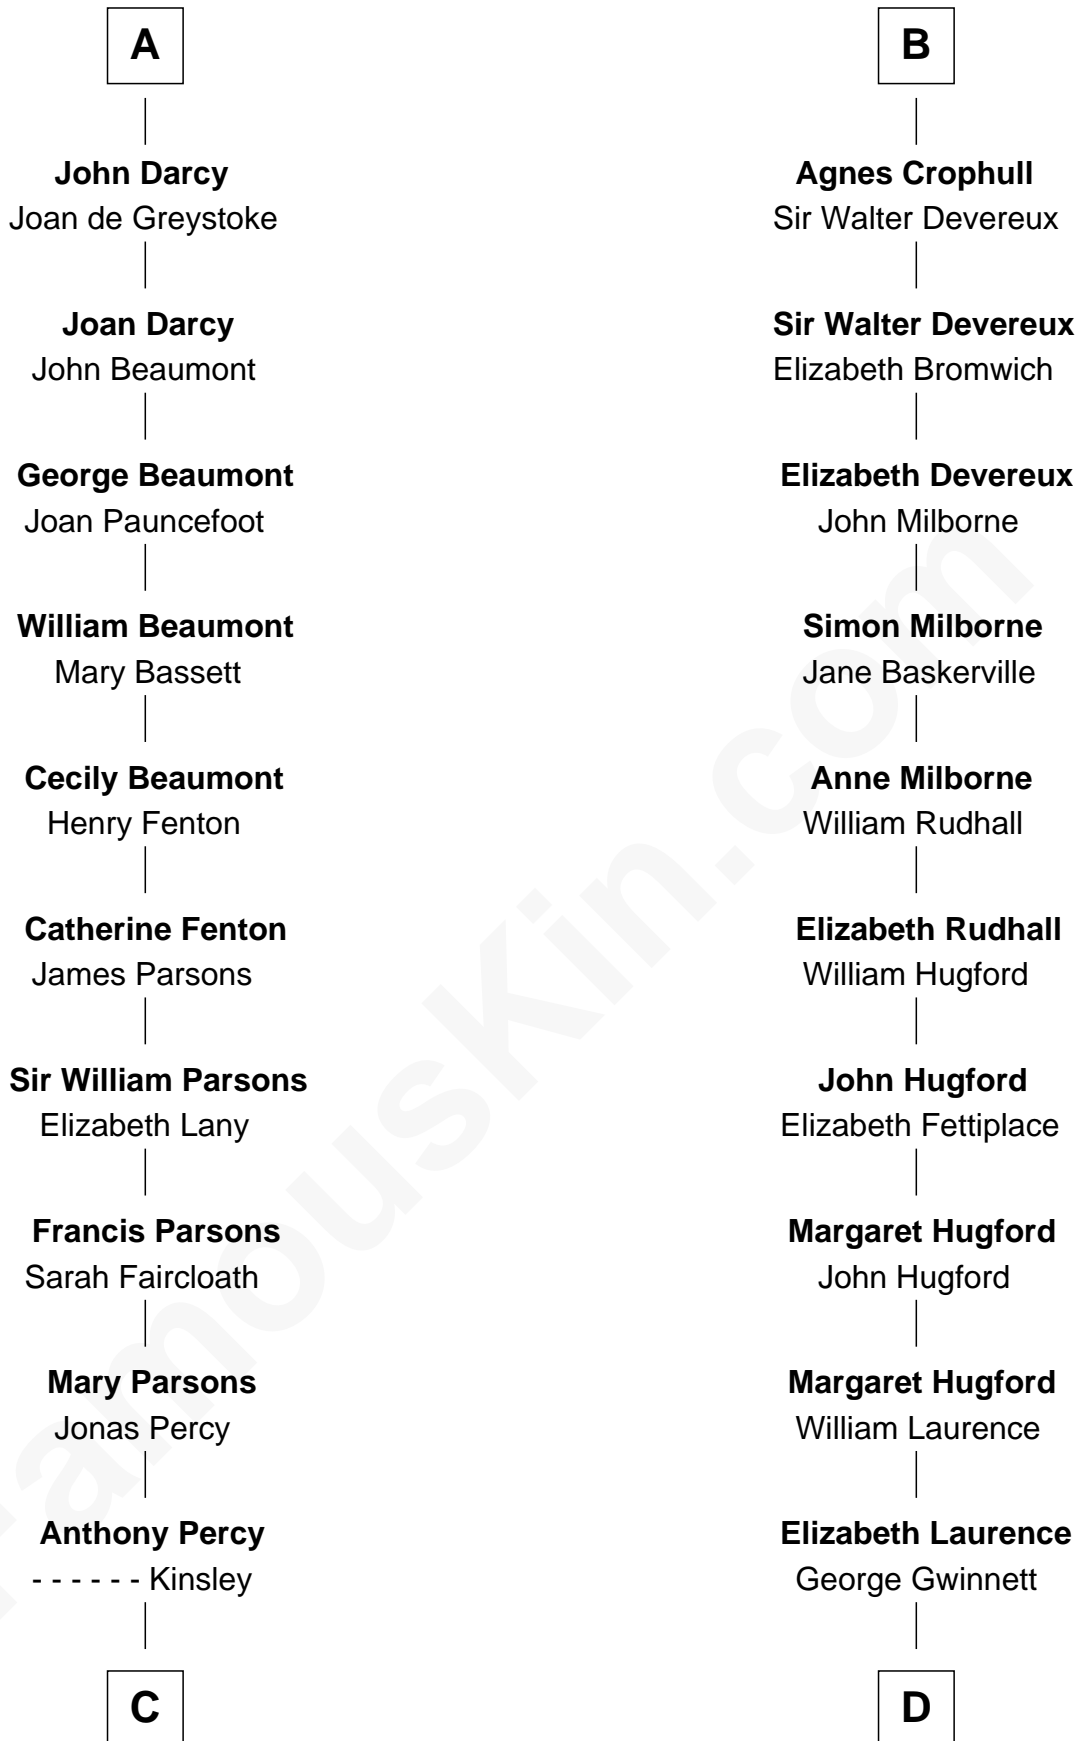 A
John Darcy
Joan de Greystoke
Joan Darcy
John Beaumont
George Beaumont
Joan Pauncefoot
William Beaumont
Mary Bassett
Cecily Beaumont
Henry Fenton
Catherine Fenton
James Parsons
Sir William Parsons
Elizabeth Lany
Francis Parsons
Sarah Faircloath
Mary Parsons
Jonas Percy
Anthony Percy
- - - - - - Kinsley
C
B
Agnes Crophull
Sir Walter Devereux
Sir Walter Devereux
Elizabeth Bromwich
Elizabeth Devereux
John Milborne
Simon Milborne
Jane Baskerville
Anne Milborne
William Rudhall
Elizabeth Rudhall
William Hugford
John Hugford
Elizabeth Fettiplace
Margaret Hugford
John Hugford
Margaret Hugford
William Laurence
Elizabeth Laurence
George Gwinnett
D
FamousKin.com